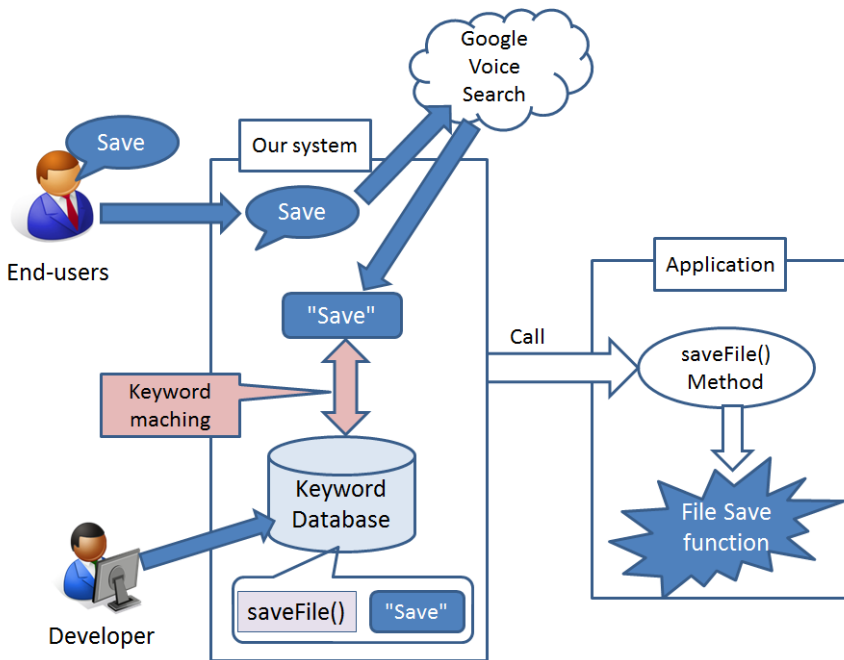 Google
Voice
Search
Save
Our system
Save
End-users
Application
"Save"
Call
saveFile()
Method
Keyword
maching
Keyword
Database
File Save
function
saveFile()
"Save"
Developer